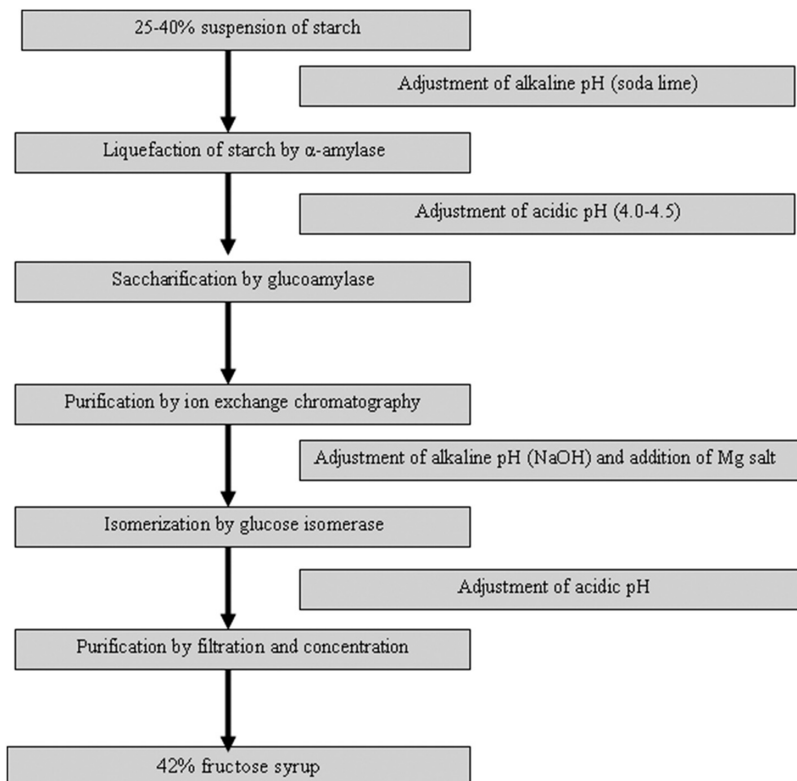 25-40% suspension of starch
Adjustment of alkaline pH (soda lime)
Liquefaction of starch by α-amylase
Adjustment of acidic pH (4.0-4.5)
Saccharification by glucoamylase
Purification by ion exchange chromatography
Adjustment of alkaline pH (NaOH) and addition of Mg salt
Isomerization by glucose isomerase
Adjustment of acidic pH
Purification by filtration and concentration
42% fructose syrup